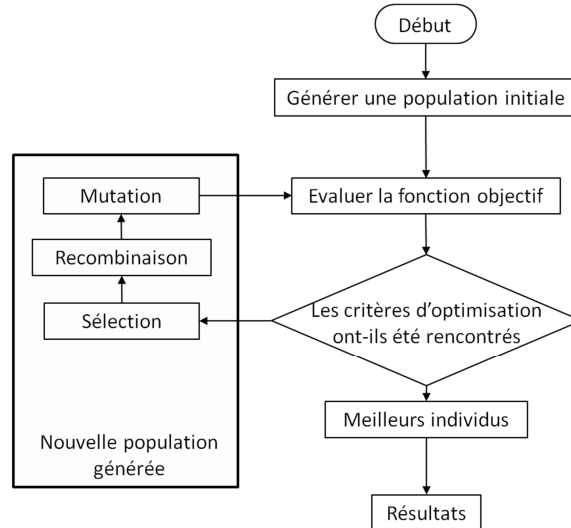 Début
Générer une population initiale
Mutation
Evaluer la fonction objectif
Recombinaison
Sélection
Les critères d’optimisation
ont-ils été rencontrés
Meilleurs individus
Nouvelle population
générée
Résultats